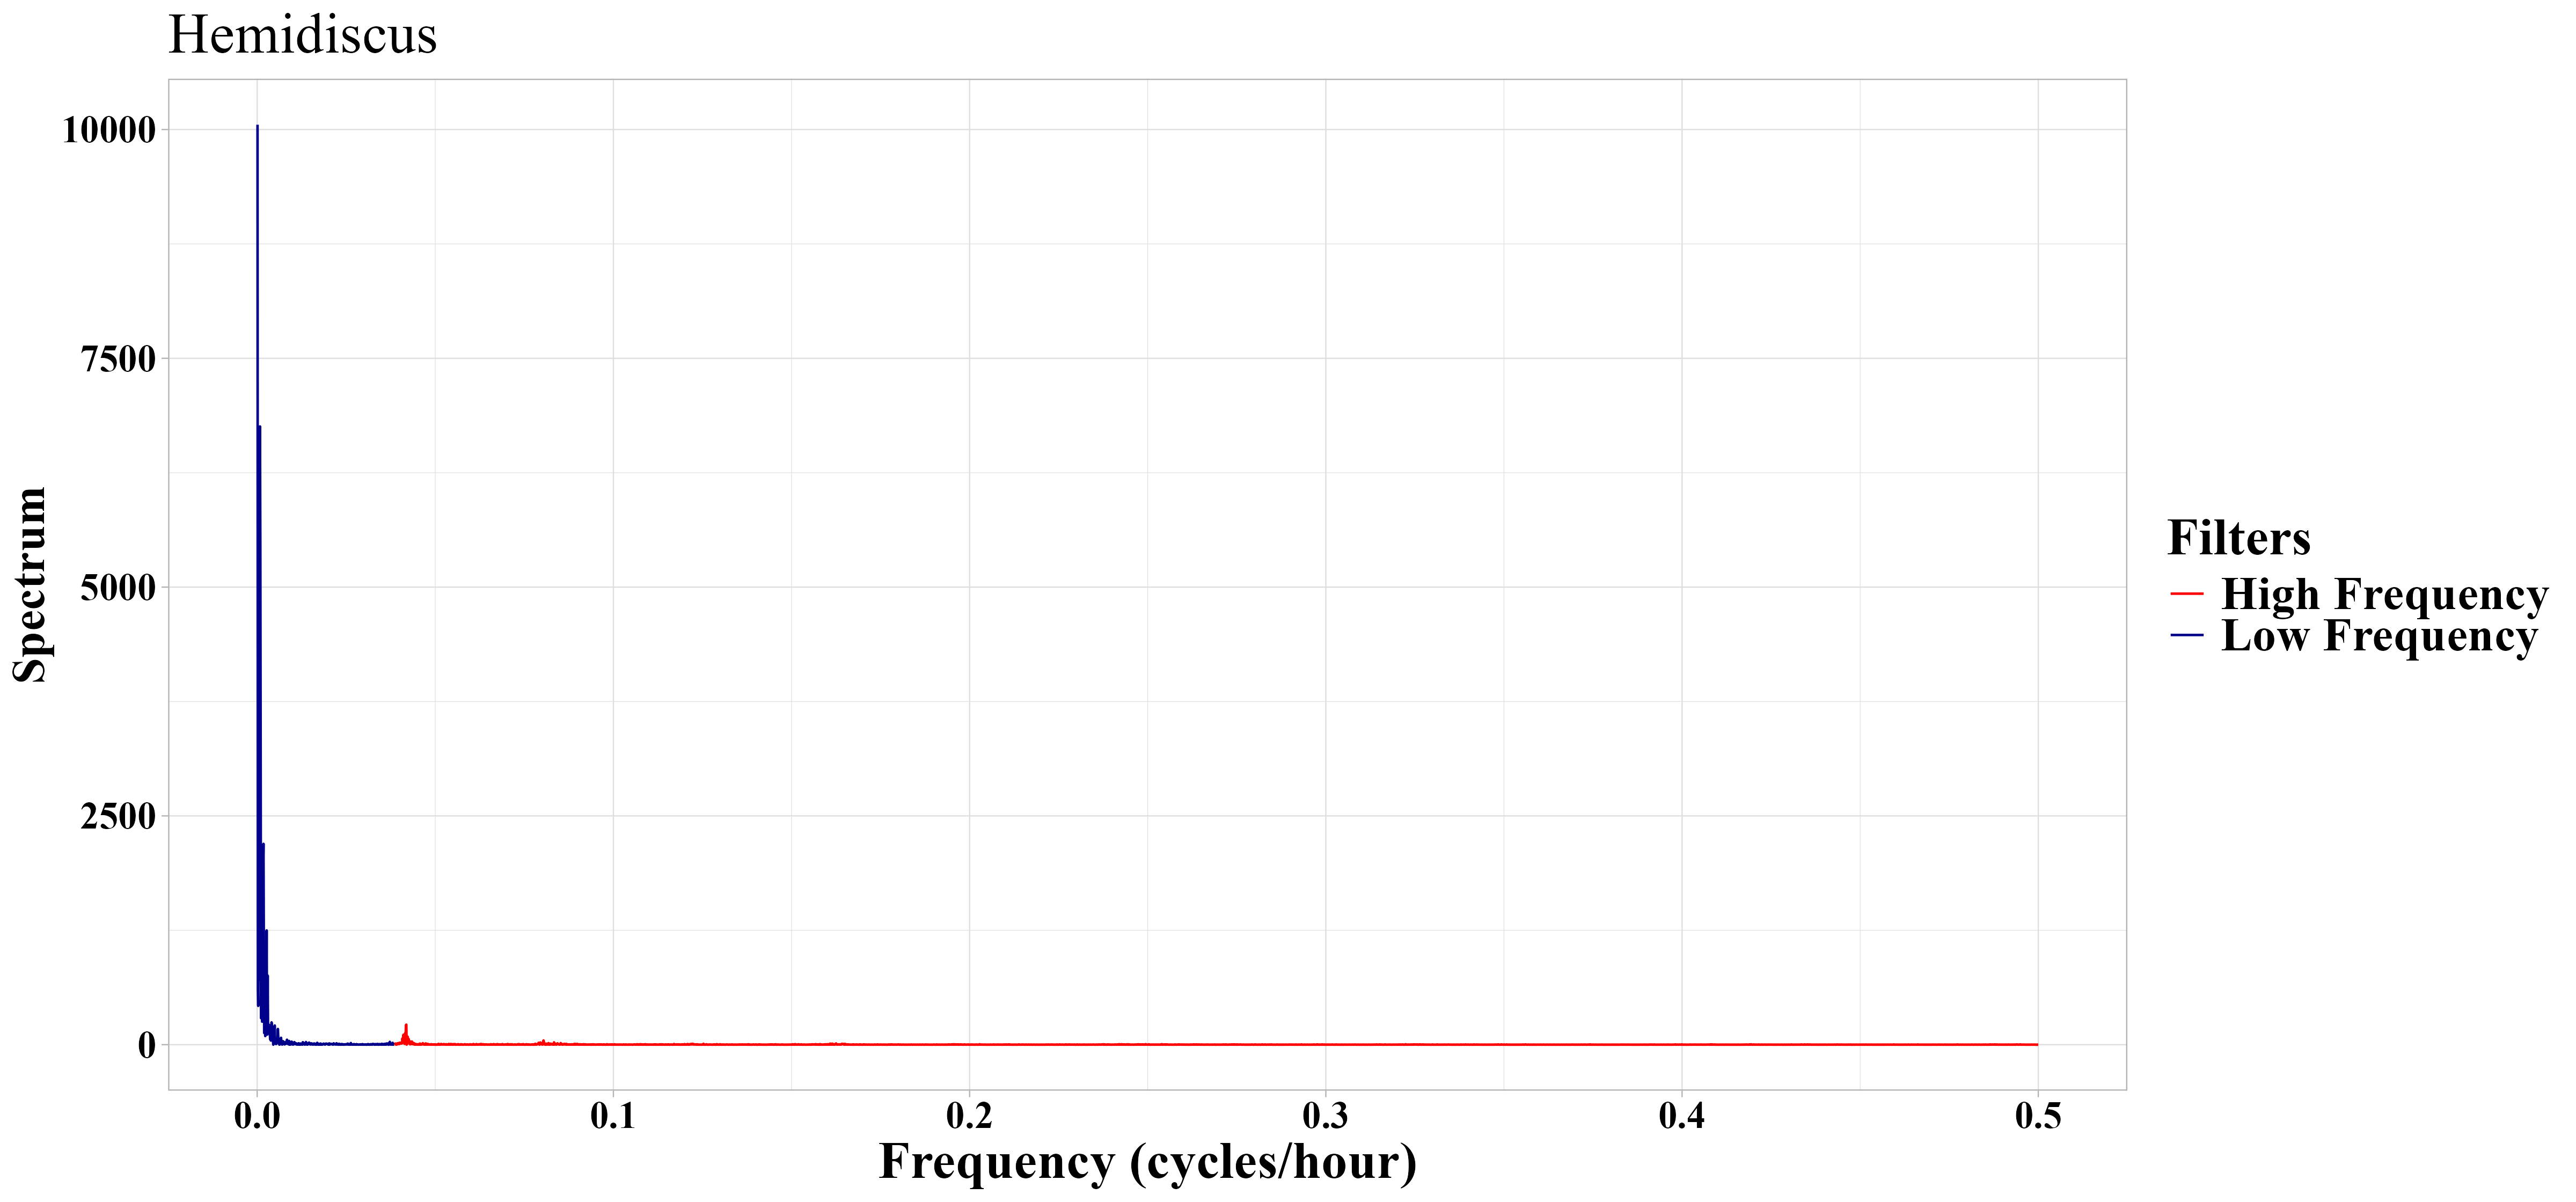 Hemidiscus
10000
7500
5000
2500
0
Spectrum
0.0 0.1 0.2 0.3 0.4 0.5
Frequency (cycles/hour)
Filters
High Frequency
Low Frequency